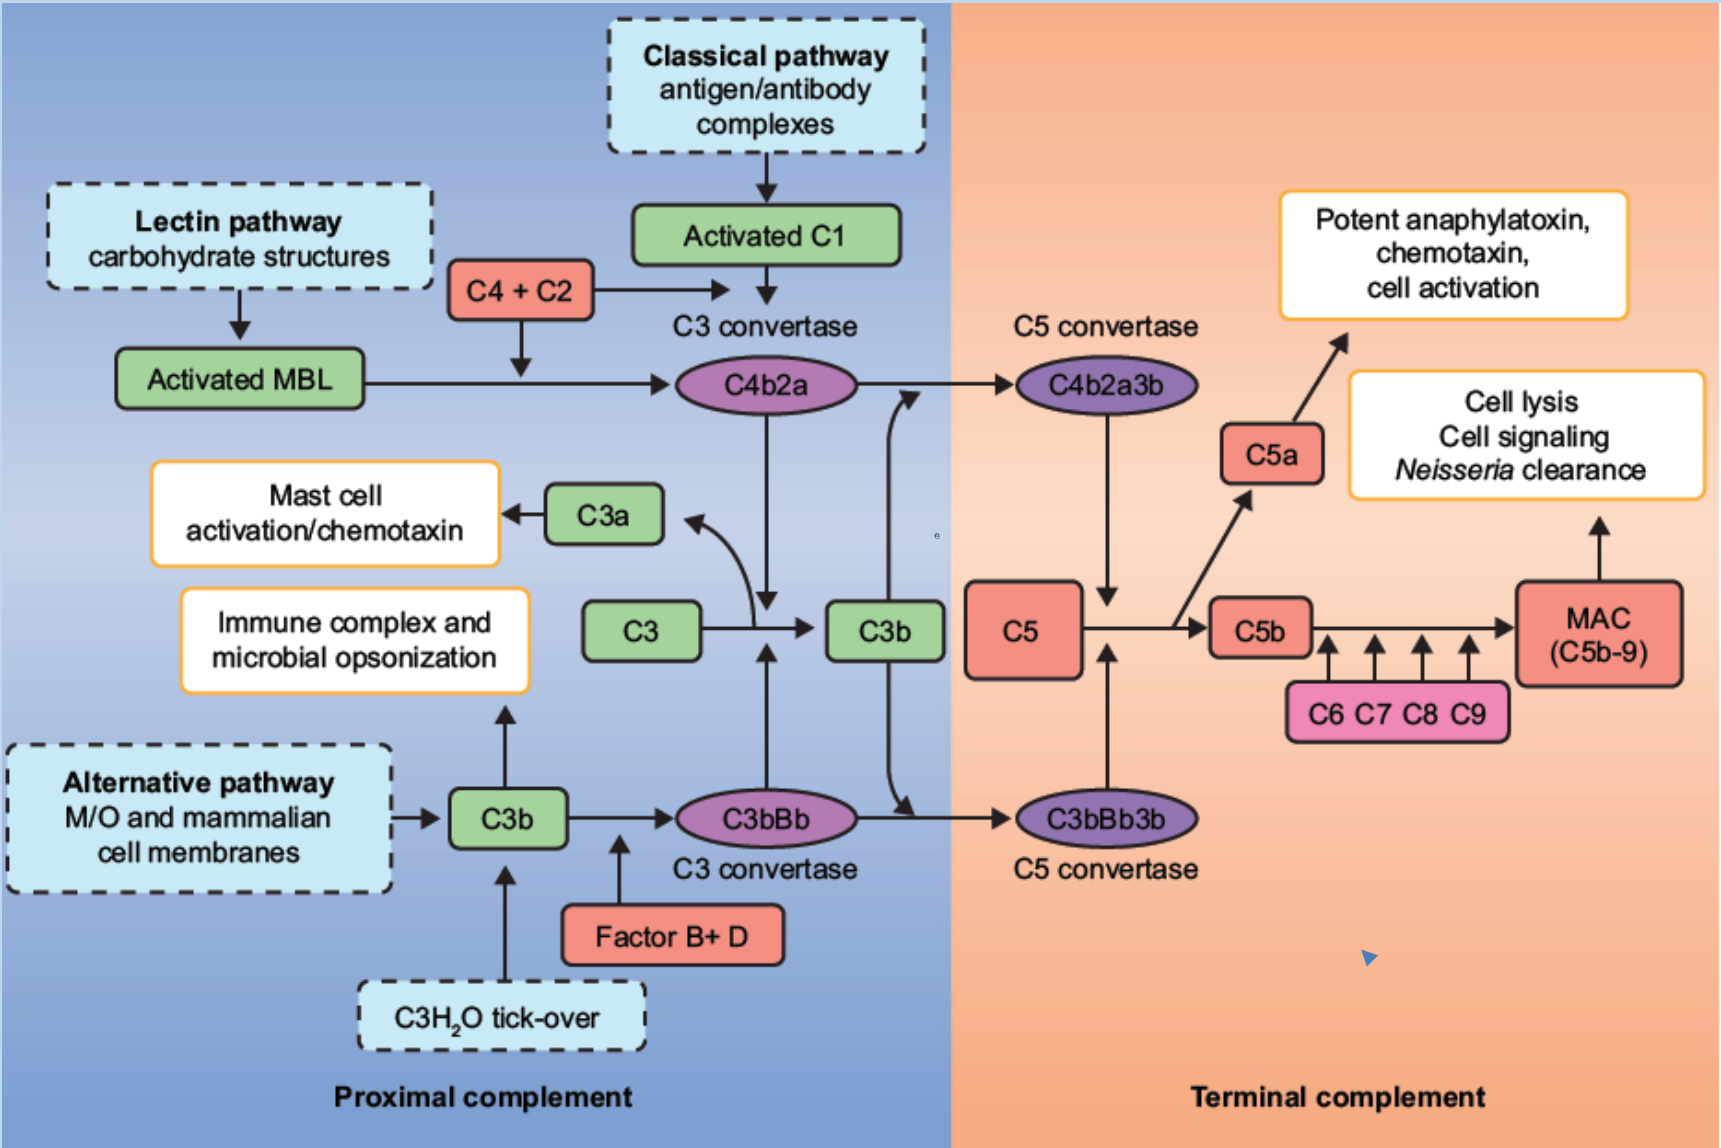 Classical pathway
antigen/antibody
complexes
Lectin pathway
carbohydrate structures
Activated C1
C4 + C2
Potent anaphylatoxin,
chemotaxin,
cell activation
C3 convertase
C5 convertase
Activated MBL
C4b2a
C4b2a3b
Cell lysis
Cell signaling
Neisseria clearance
C5a
Mast cell
activation/chemotaxin
C3a
Immune complex and
microbial opsonization
C3
C3b
C5
C5b
MAC
(C5b-9)
C6 C7 C8 C9
Alternative pathway
M/O and mammalian
cell membranes
C3b
C3bBb
C3bBb3b
C3 convertase
C5 convertase
Factor B+ D
C3H₂O tick-over
Proximal complement
Terminal complement